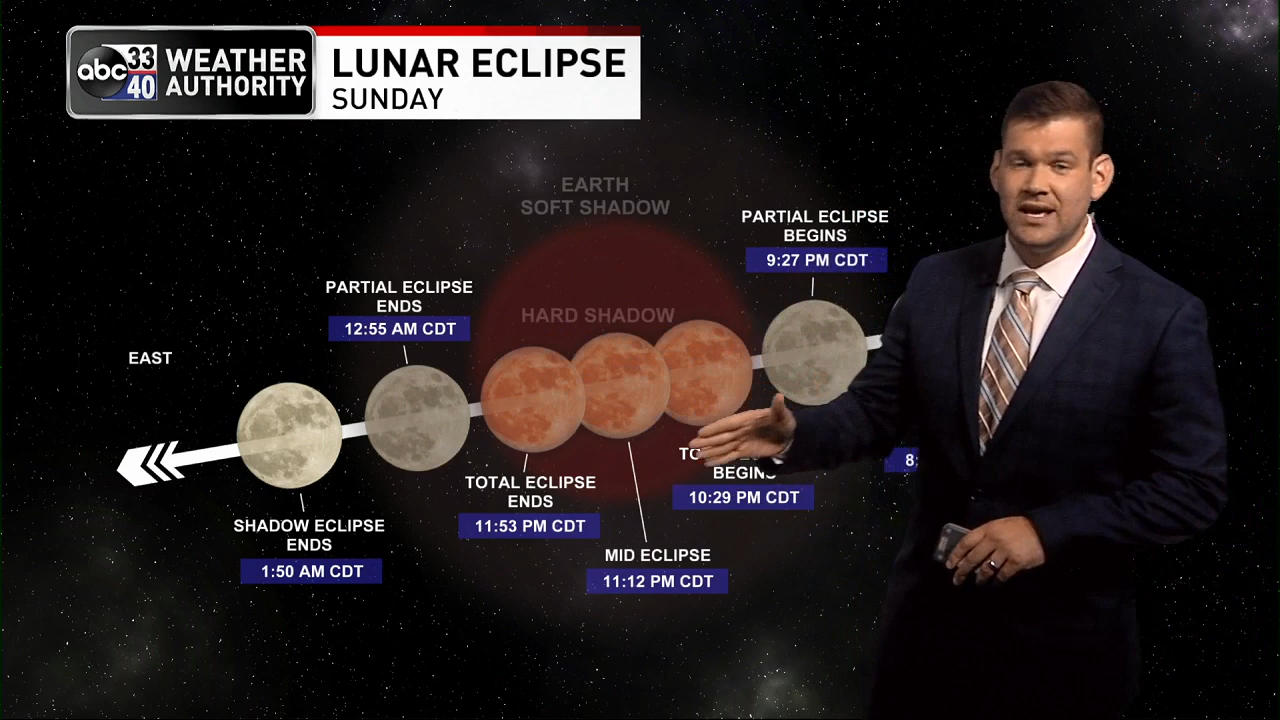 abc 33
40
WEATHER
AUTHORITY
LUNAR ECLIPSE
SUNDAY
EARTH
SOFT SHADOW
PARTIAL ECLIPSE
BEGINS
9:27 PM CDT
PARTIAL ECLIPSE
ENDS
12:55 AM CDT
HARD SHADOW
EAST
BEGINS
10:29 PM CDT
8:
TOTAL ECLIPSE
ENDS
11:53 PM CDT
SHADOW ECLIPSE
ENDS
1:50 AM CDT
MID ECLIPSE
11:12 PM CDT